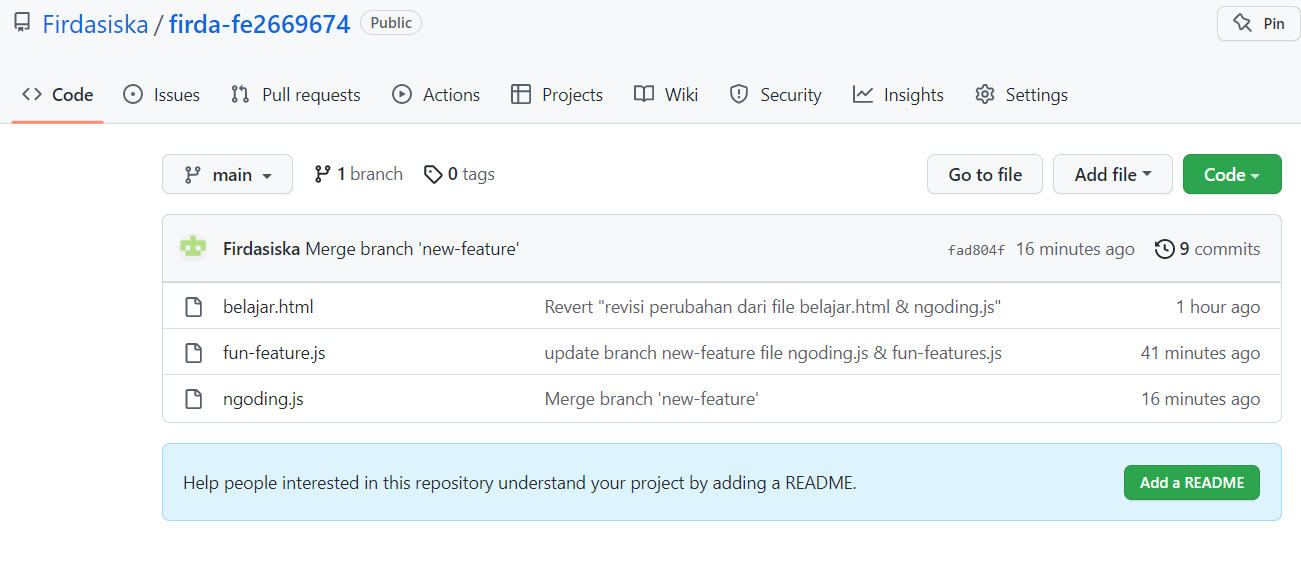 Firdasiska / firda-fe2669674 Public Pin
Code Issues Pull requests Actions Projects Wiki Security Insights Settings
main 1 branch 0 tags Go to file Add file Code
Firdasiska Merge branch 'new-feature' fad804f 16 minutes ago 9 commits
belajar.html Revert "revisi perubahan dari file belajar.html & ngoding.js" 1 hour ago
fun-feature.js update branch new-feature file ngoding.js & fun-features.js 41 minutes ago
ngoding.js Merge branch 'new-feature' 16 minutes ago
Help people interested in this repository understand your project by adding a README. Add a README